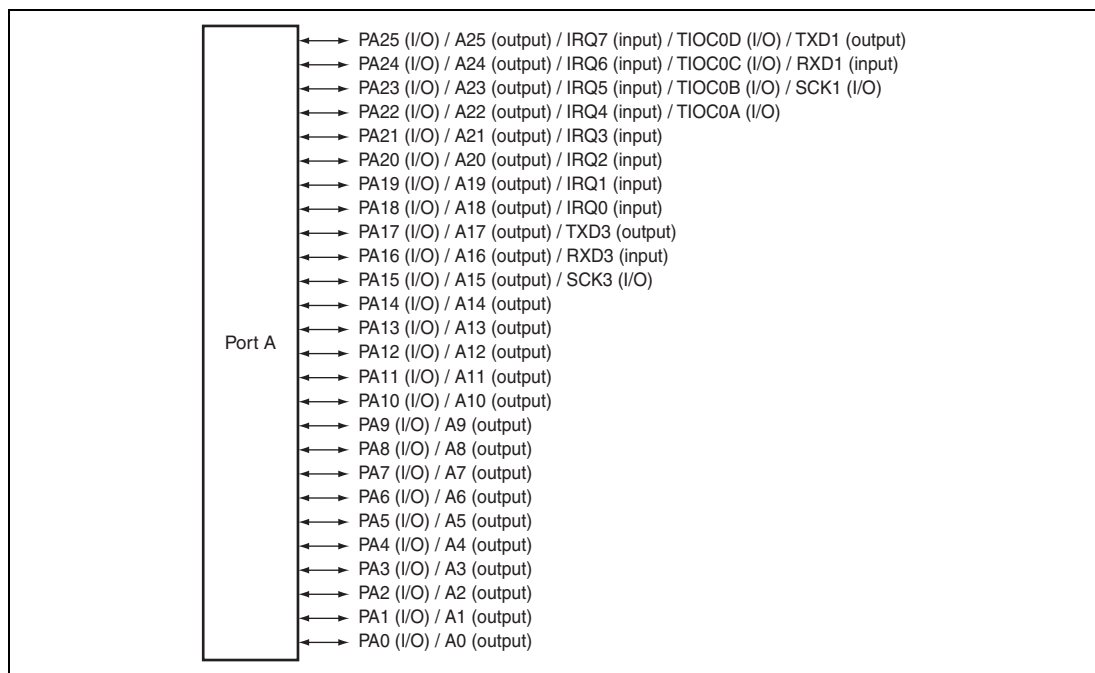 Port A
PA25 (I/O) / A25 (output) / IRQ7 (input) / TIOC0D (I/O) / TXD1 (output)
PA24 (I/O) / A24 (output) / IRQ6 (input) / TIOC0C (I/O) / RXD1 (input)
PA23 (I/O) / A23 (output) / IRQ5 (input) / TIOC0B (I/O) / SCK1 (I/O)
PA22 (I/O) / A22 (output) / IRQ4 (input) / TIOC0A (I/O)
PA21 (I/O) / A21 (output) / IRQ3 (input)
PA20 (I/O) / A20 (output) / IRQ2 (input)
PA19 (I/O) / A19 (output) / IRQ1 (input)
PA18 (I/O) / A18 (output) / IRQ0 (input)
PA17 (I/O) / A17 (output) / TXD3 (output)
PA16 (I/O) / A16 (output) / RXD3 (input)
PA15 (I/O) / A15 (output) / SCK3 (I/O)
PA14 (I/O) / A14 (output)
PA13 (I/O) / A13 (output)
PA12 (I/O) / A12 (output)
PA11 (I/O) / A11 (output)
PA10 (I/O) / A10 (output)
PA9 (I/O) / A9 (output)
PA8 (I/O) / A8 (output)
PA7 (I/O) / A7 (output)
PA6 (I/O) / A6 (output)
PA5 (I/O) / A5 (output)
PA4 (I/O) / A4 (output)
PA3 (I/O) / A3 (output)
PA2 (I/O) / A2 (output)
PA1 (I/O) / A1 (output)
PA0 (I/O) / A0 (output)